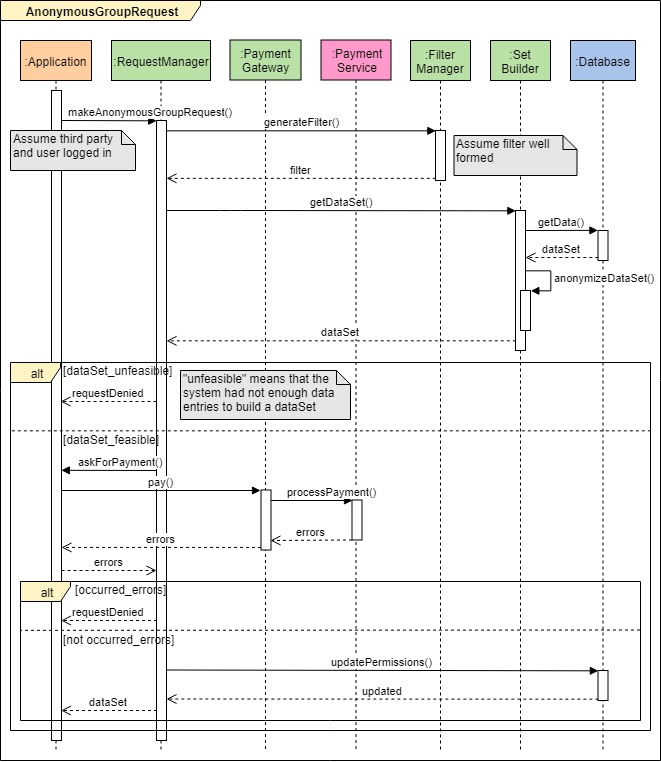 AnonymousGroupRequest
:Application
:RequestManager
:Payment
Gateway
:Payment
Service
:Filter
Manager
:Set
Builder
:Database
makeAnonymousGroupRequest()
generateFilter()
Assume third party
and user logged in
Assume filter well
formed
filter
getDataSet()
getData()
dataSet
anonymizeDataSet()
dataSet
alt
[dataSet_unfeasible]
"unfeasible" means that the
system had not enough data
entries to build a dataSet
requestDenied
[dataSet_feasible]
askForPayment()
pay()
processPayment()
errors
errors
errors
alt
[occurred_errors]
requestDenied
[not occurred_errors]
updatePermissions()
updated
dataSet